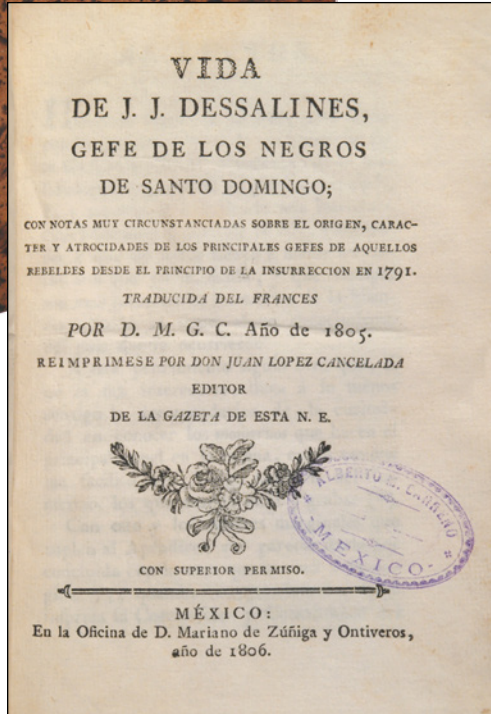 VIDA
DE J. J. DESSALINES,
GEFE DE LOS NEGROS
DE SANTO DOMINGO;
CON NOTAS MUY CIRCUNSTANCIADAS SOBRE EL ORIGEN, CARAC-
TER Y ATROCIDADES DE LOS PRINCIPALES GEFES DE AQUELLOS
REBELDES DESDE EL PRINCIPIO DE LA INSURRECCION EN 1791.
TRADUCIDA DEL FRANCES
POR D. M. G. C. Año de 1805.
REIMPRIMESE POR DON JUAN LOPEZ CANCELADA
EDITOR
DE LA GAZETA DE ESTA N. E.
ALBERTO M. CARREÑO
MEXICO
CON SUPERIOR PERMISO.
MÉXICO:
En la Oficina de D. Mariano de Zúñiga y Ontiveros,
año de 1806.